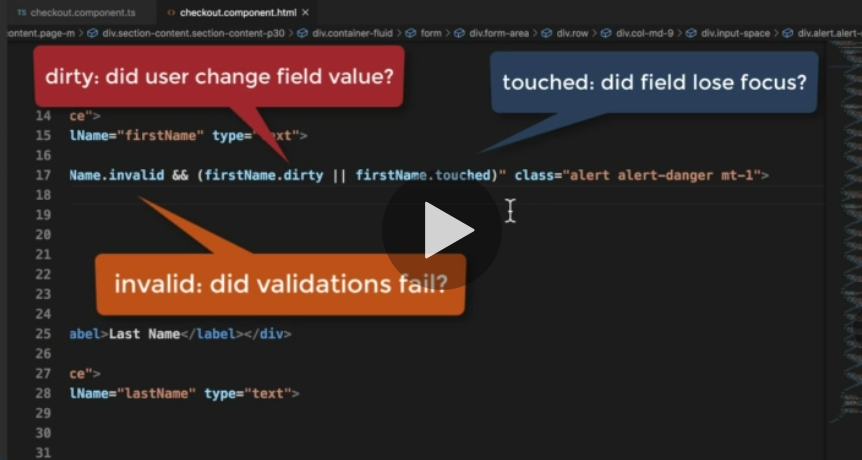 TS checkout.component.ts
<> checkout.component.html ×
ontent.page-m > div.section-content.section-content-p30 > div.container-fluid > form > div.form-area > div.row > div.col-md-9 > div.input-space > div.alert.alert-
dirty: did user change field value?
touched: did field lose focus?
14 ce">
15 lName="firstName" type="text">
16
17 Name.invalid && (firstName.dirty || firstName.touched)" class="alert alert-danger mt-1">
18
19
20
21
invalid: did validations fail?
22
23
24
25 abel>Last Name</label></div>
26
27 ce">
28 lName="lastName" type="text">
29
30
31